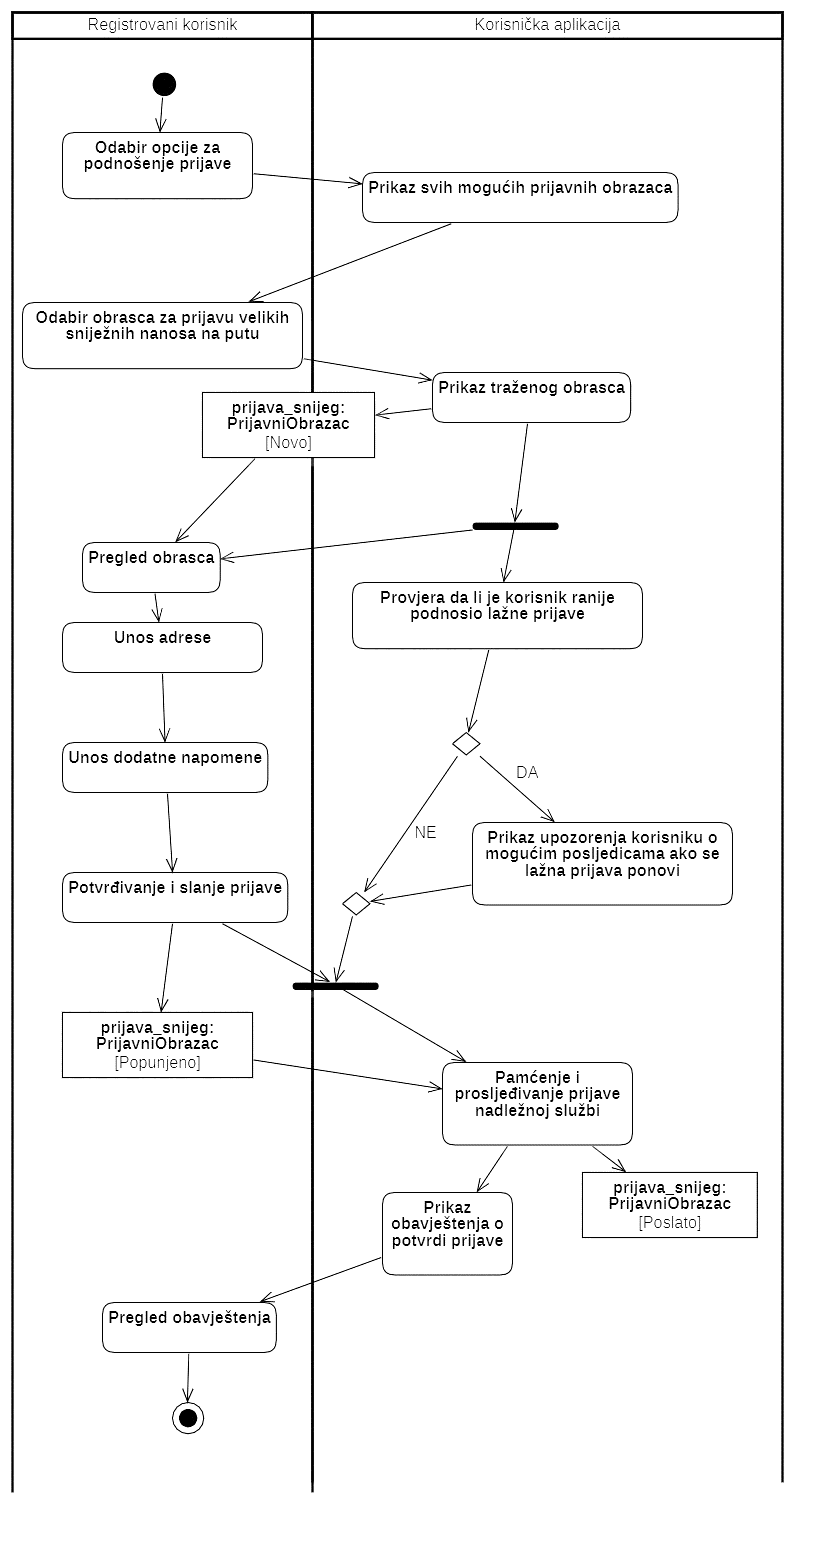 Registrovani korisnik
Korisnička aplikacija
Odabir opcije za
podnošenje prijave
Prikaz svih mogućih prijavnih obrazaca
Odabir obrasca za prijavu velikih
sniježnih nanosa na putu
Prikaz traženog obrasca
prijava_snijeg:
PrijavniObrazac
[Novo]
Pregled obrasca
Provjera da li je korisnik ranije
podnosio lažne prijave
Unos adrese
Unos dodatne napomene
DA
NE
Prikaz upozorenja korisniku o
mogućim posljedicama ako se
lažna prijava ponovi
Potvrđivanje i slanje prijave
prijava_snijeg:
PrijavniObrazac
[Popunjeno]
Pamćenje i
prosljeđivanje prijave
nadležnoj službi
prijava_snijeg:
PrijavniObrazac
[Poslato]
Prikaz
obavještenja o
potvrdi prijave
Pregled obavještenja